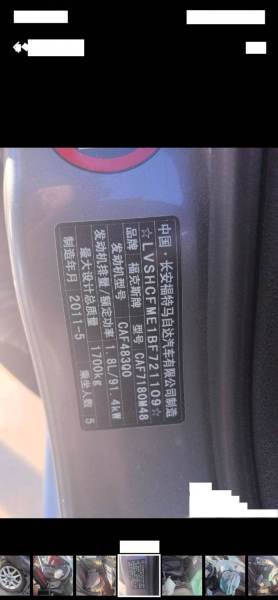 中国·长安福特马自达汽车有限公司制造
☆LVSHCFME1BF721109☆
品牌 福克斯牌 型号 CAF7180M48
发动机型号 CAF483Q0
发动机排量/额定功率 1.8L/91.4kW
最大设计总质量 1700kg 乘坐人数 5
制造年月 2011-5